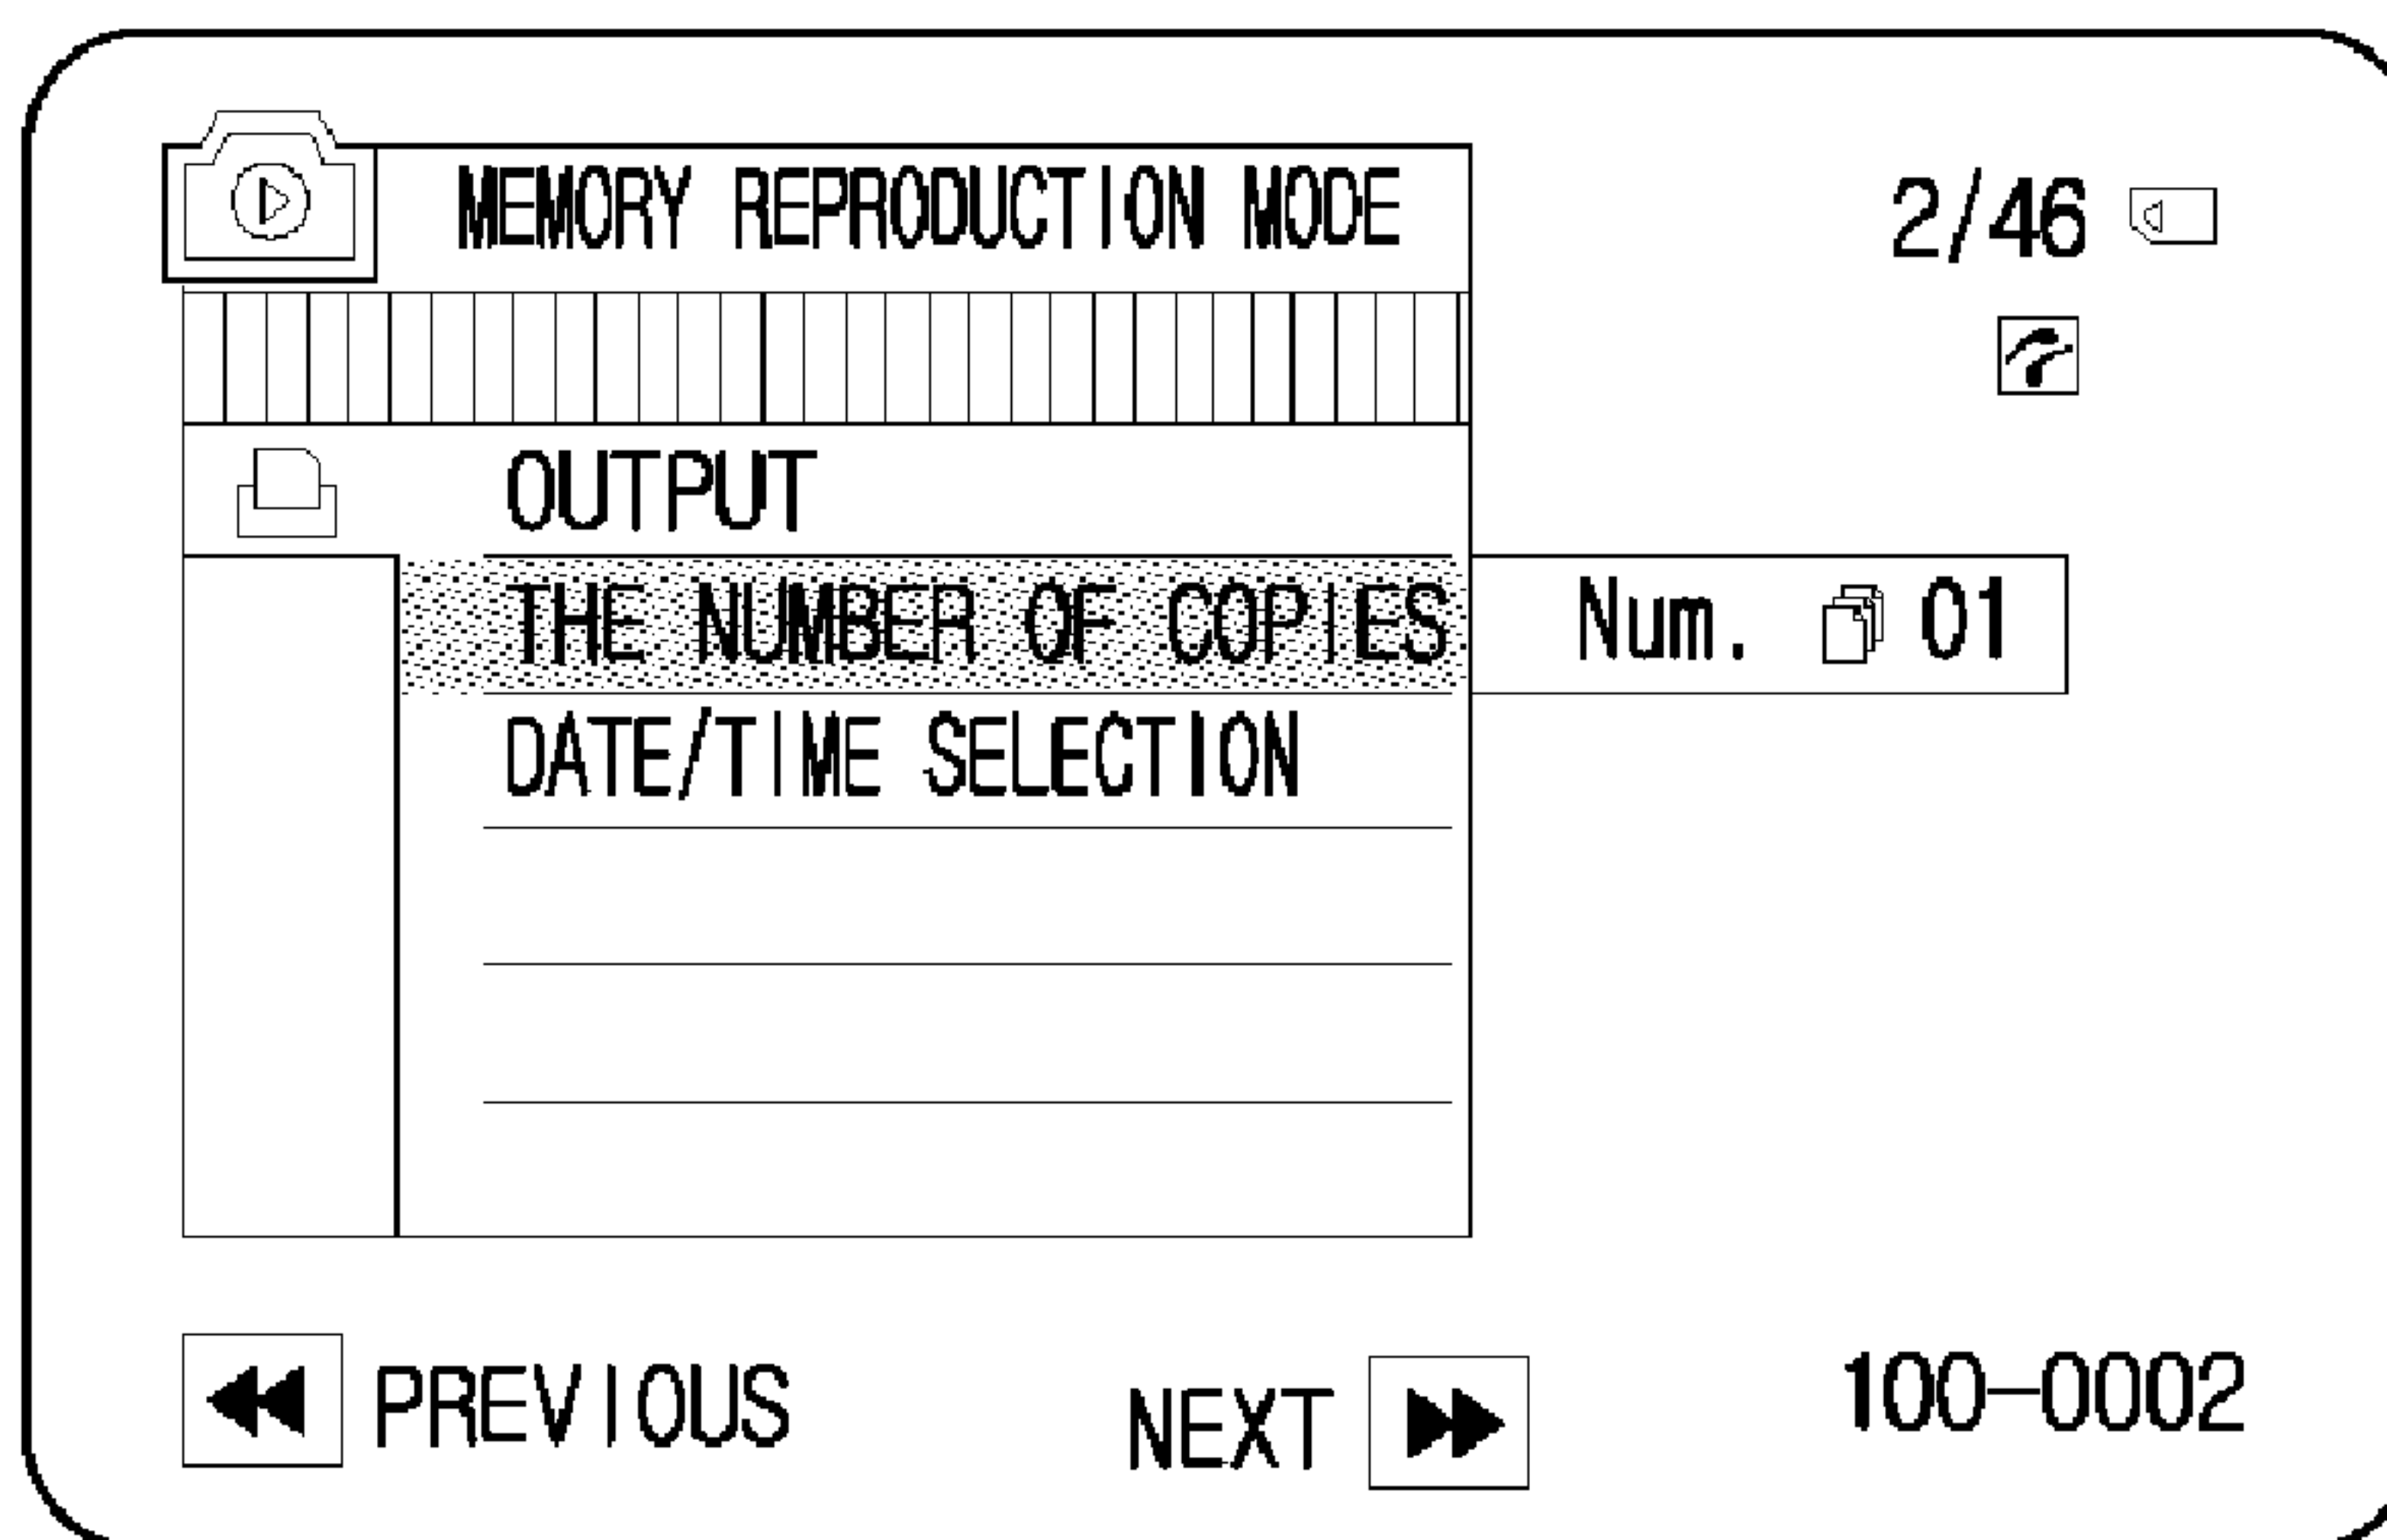 MEMORY REPRODUCTION MODE
2/46
OUTPUT
THE NUMBER OF COPIES
Num. 01
DATE/TIME SELECTION
PREVIOUS
NEXT
100-0002